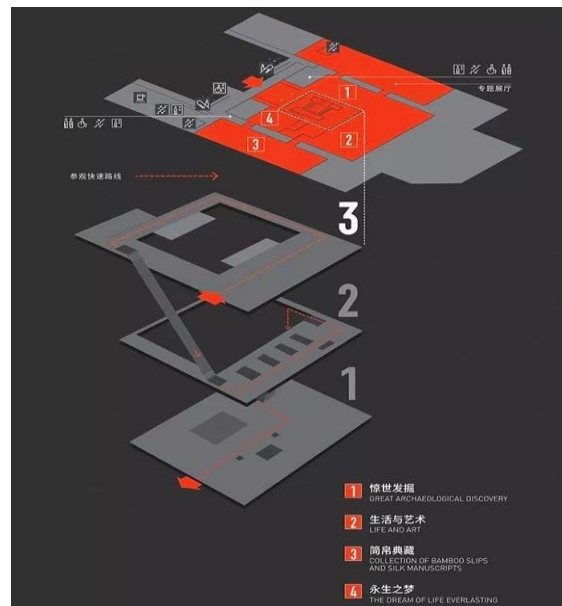 1
专题展厅
4
2
3
参观快速路线
3
2
1
1 惊世发掘
GREAT ARCHAEOLOGICAL DISCOVERY
2 生活与艺术
LIFE AND ART
3 简帛典藏
COLLECTION OF BAMBOO SLIPS
AND SILK MANUSCRIPTS
4 永生之梦
THE DREAM OF LIFE EVERLASTING